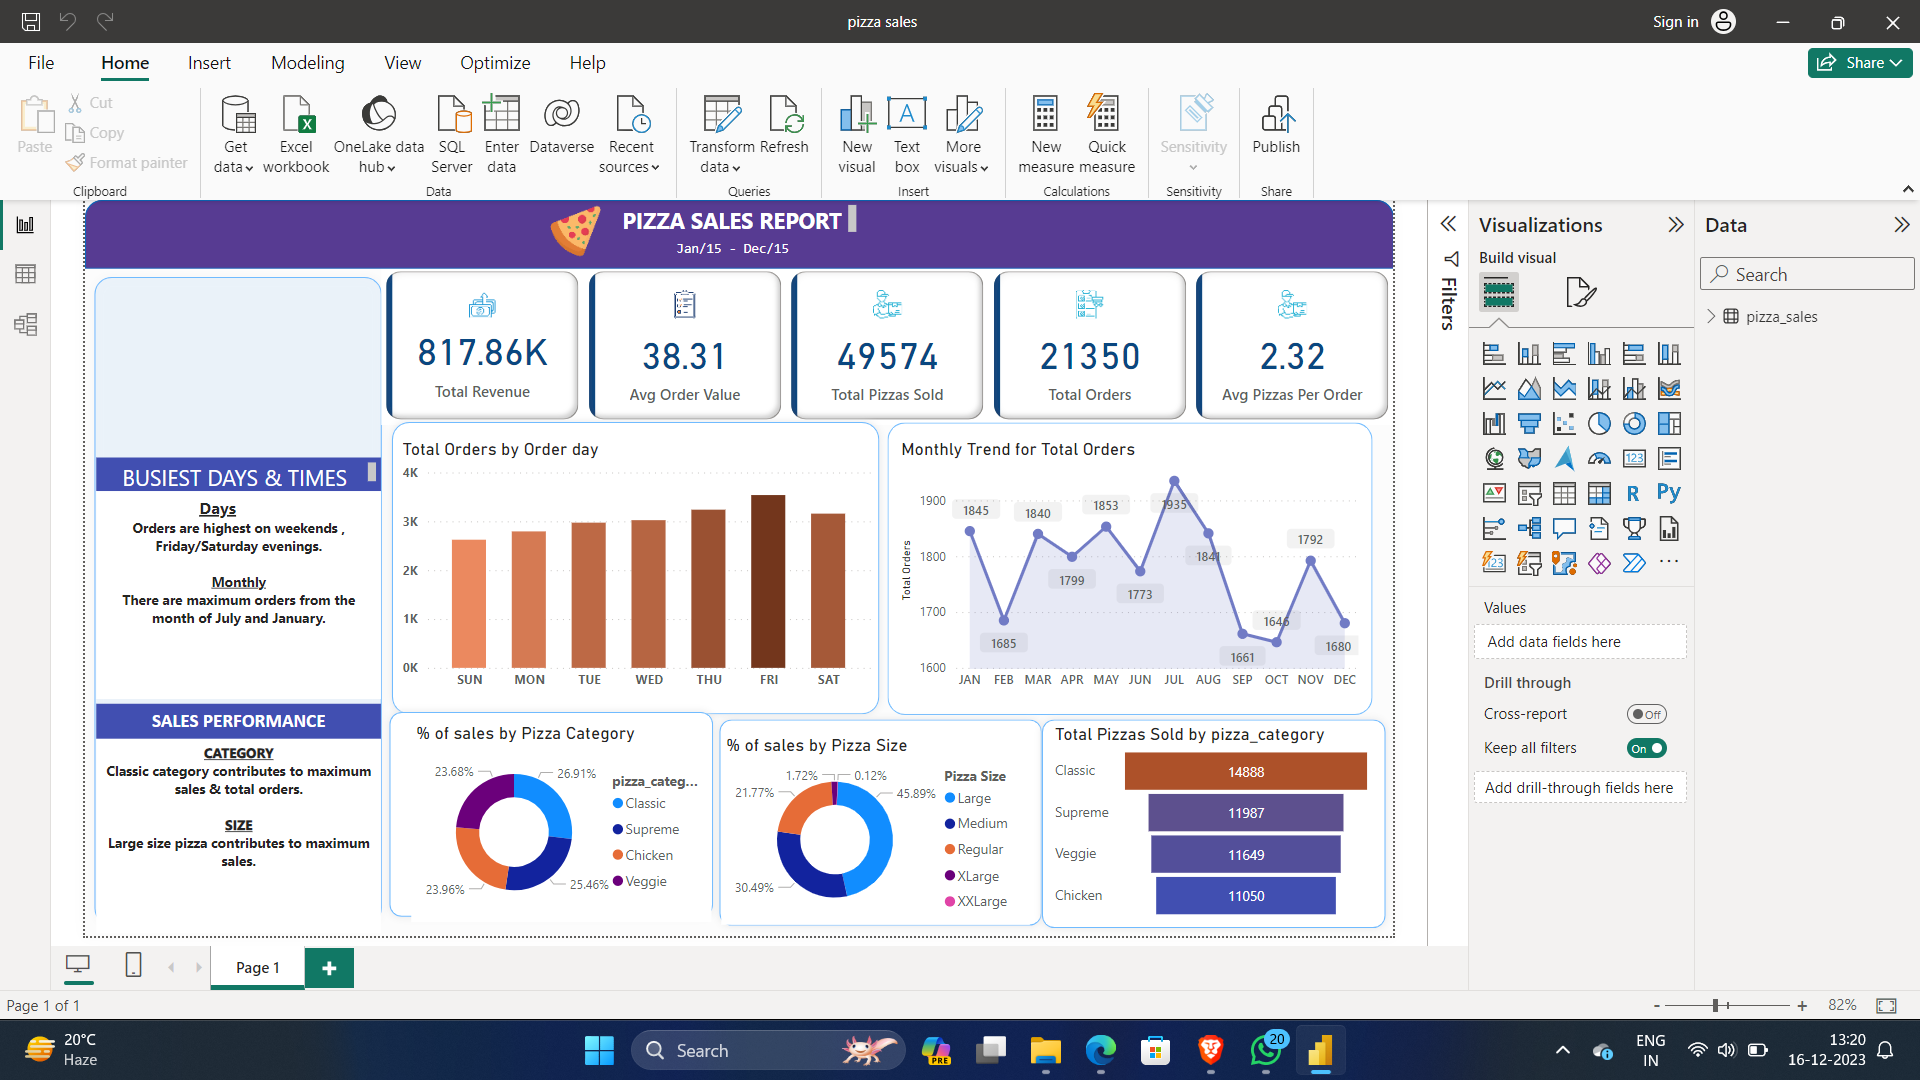 pizza sales
Sign in
File
Home
Insert
Modeling
View
Optimize
Help
Share
Paste
Cut
Copy
Format painter
Clipboard
Get data
Excel workbook
OneLake data hub
SQL Server
Enter data
Dataverse
Recent sources
Data
Transform data
Refresh
Queries
New visual
Text box
More visuals
Insert
New measure
Quick measure
Calculations
Sensitivity
Sensitivity
Publish
Share
PIZZA SALES REPORT
Jan/15 - Dec/15
BUSIEST DAYS & TIMES
Days
Orders are highest on weekends ,
Friday/Saturday evenings.
Monthly
There are maximum orders from the
month of July and January.
SALES PERFORMANCE
CATEGORY
Classic category contributes to maximum
sales & total orders.
SIZE
Large size pizza contributes to maximum
sales.
817.86K
Total Revenue
38.31
Avg Order Value
49574
Total Pizzas Sold
21350
Total Orders
2.32
Avg Pizzas Per Order
Total Orders by Order day
4K
3K
2K
1K
0K
SUN MON TUE WED THU FRI SAT
Monthly Trend for Total Orders
Total Orders
1900
1800
1700
1600
1845
1685
1840
1799
1853
1773
1935
1841
1661
1646
1792
1680
JAN FEB MAR APR MAY JUN JUL AUG SEP OCT NOV DEC
% of sales by Pizza Category
23.68%
26.91%
23.96%
25.46%
pizza_categ...
Classic
Supreme
Chicken
Veggie
% of sales by Pizza Size
1.72%
0.12%
21.77%
45.89%
30.49%
Pizza Size
Large
Medium
Regular
XLarge
XXLarge
Total Pizzas Sold by pizza_category
Classic 14888
Supreme 11987
Veggie 11649
Chicken 11050
Filters
Visualizations
Build visual
123
R
Py
123
Values
Add data fields here
Drill through
Cross-report
Off
Keep all filters
On
Add drill-through fields here
Data
Search
pizza_sales
Page 1
Page 1 of 1
82%
20°C
Haze
Search
PRE
20
ENG
IN
13:20
16-12-2023